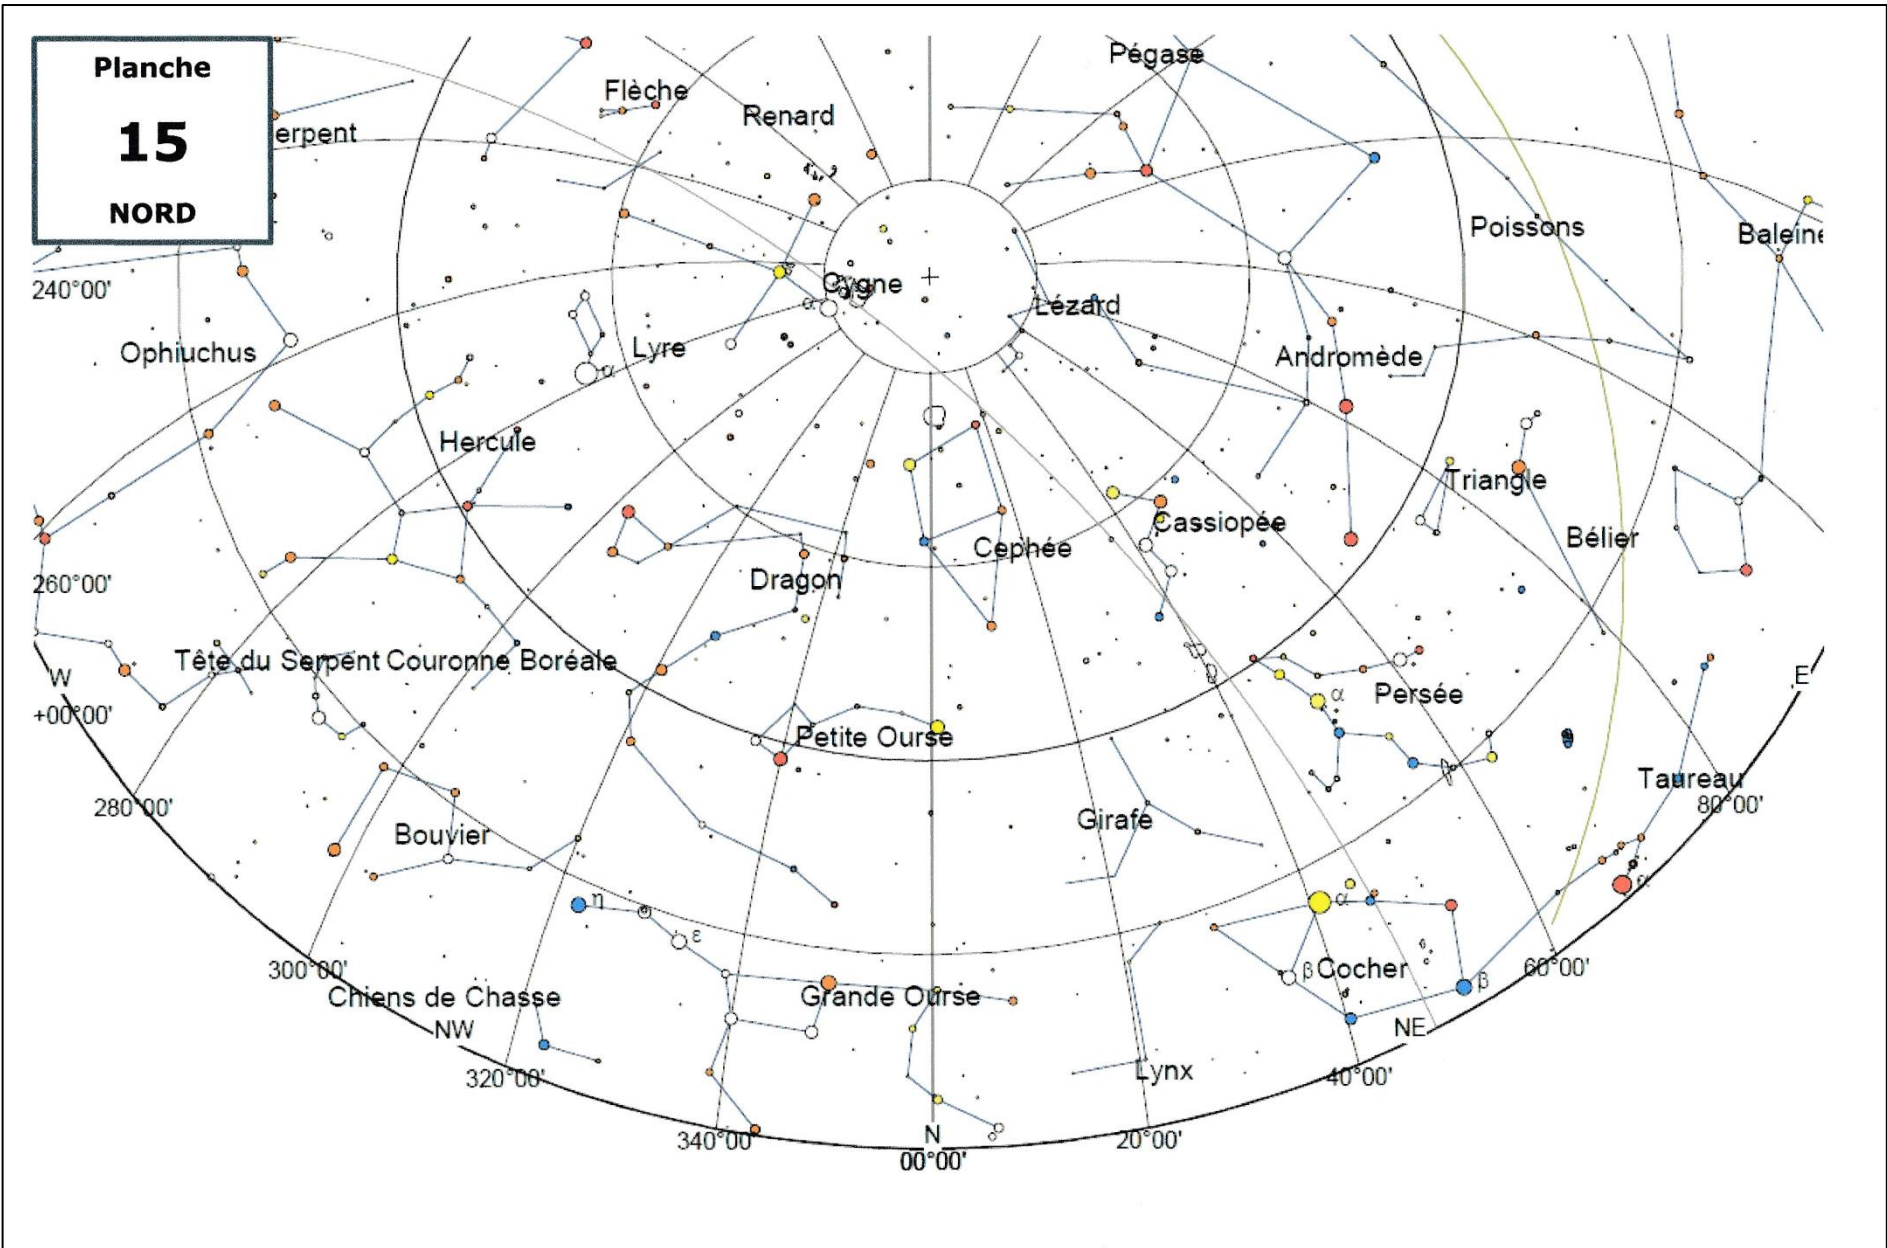 Planche
15
NORD
Pégase
Flèche
Renard
erpent
Poissons
Baleine
Cygne
α
240°00'
Lézard
Lyre
α
Ophiuchus
Andromède
Hercule
Triangle
Cassiopée
Bélier
Cephée
Dragon
260°00'
Tête du Serpent
Couronne Boréale
W
E
α
Persée
+00°00'
Petite Ourse
Taureau
280°00'
80°00'
Girafe
Bouvier
α
α
η
ε
300°00'
β
Cocher
60°00'
β
Chiens de Chasse
Grande Ourse
NW
NE
320°00'
Lynx
40°00'
340°00'
N
20°00'
00°00'